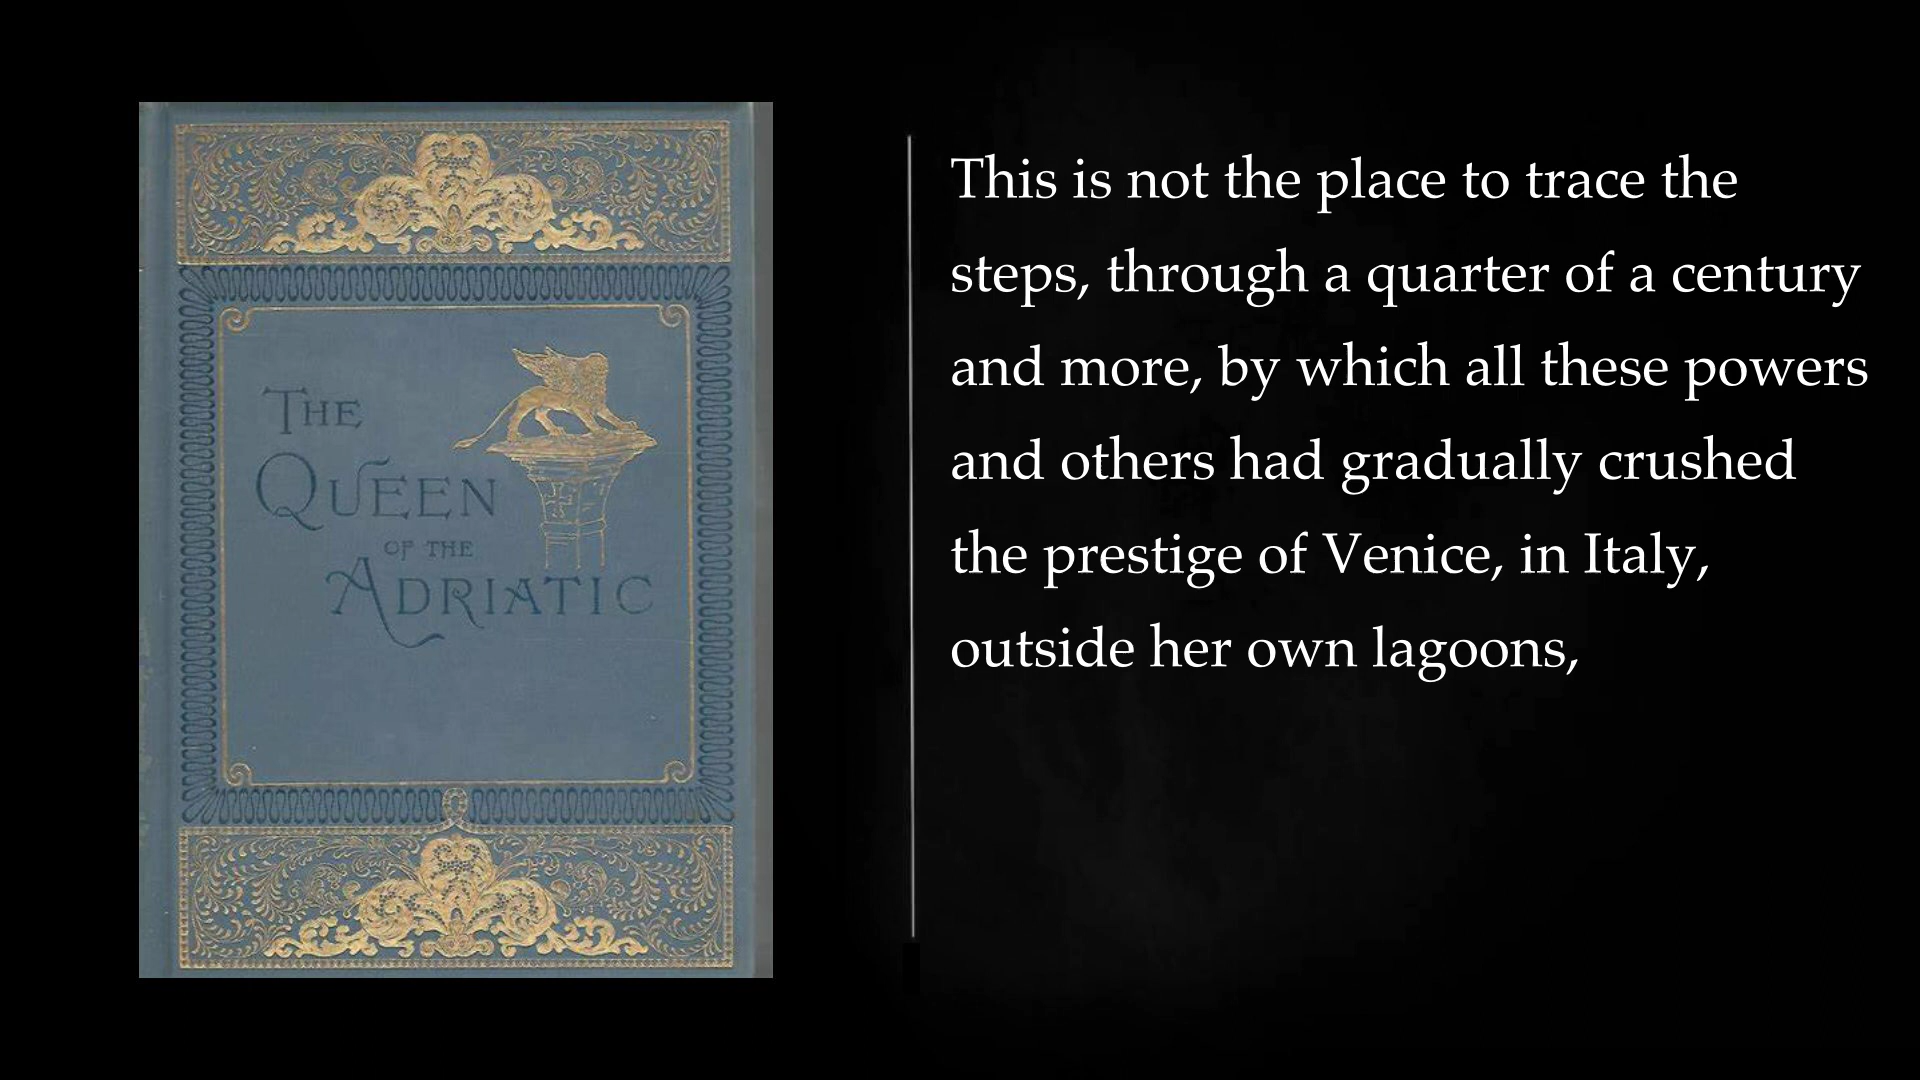 THE
QUEEN
OF THE
ADRIATIC
This is not the place to trace the
steps, through a quarter of a century
and more, by which all these powers
and others had gradually crushed
the prestige of Venice, in Italy,
outside her own lagoons,